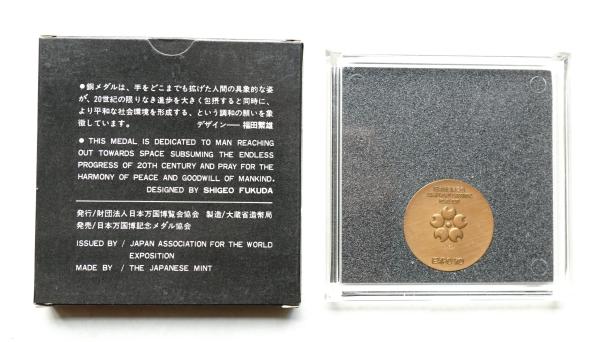 ●銅メダルは、手をどこまでも拡げた人間の具象的な姿
が、20世紀の限りなき進歩を大きく包摂すると同時に、
より平和な社会環境を形成する、という調和の願いを象
徴しています。 デザイン―福田繁雄
● THIS MEDAL IS DEDICATED TO MAN REACHING
OUT TOWARDS SPACE SUBSUMING THE ENDLESS
PROGRESS OF 20TH CENTURY AND PRAY FOR THE
HARMONY OF PEACE AND GOODWILL OF MANKIND.
DESIGNED BY SHIGEO FUKUDA
発行/財団法人日本万国博覧会協会 製造/大蔵省造幣局
発売/日本万国博記念メダル協会
ISSUED BY / JAPAN ASSOCIATION FOR THE WORLD
EXPOSITION
MADE BY / THE JAPANESE MINT
EXPO'70